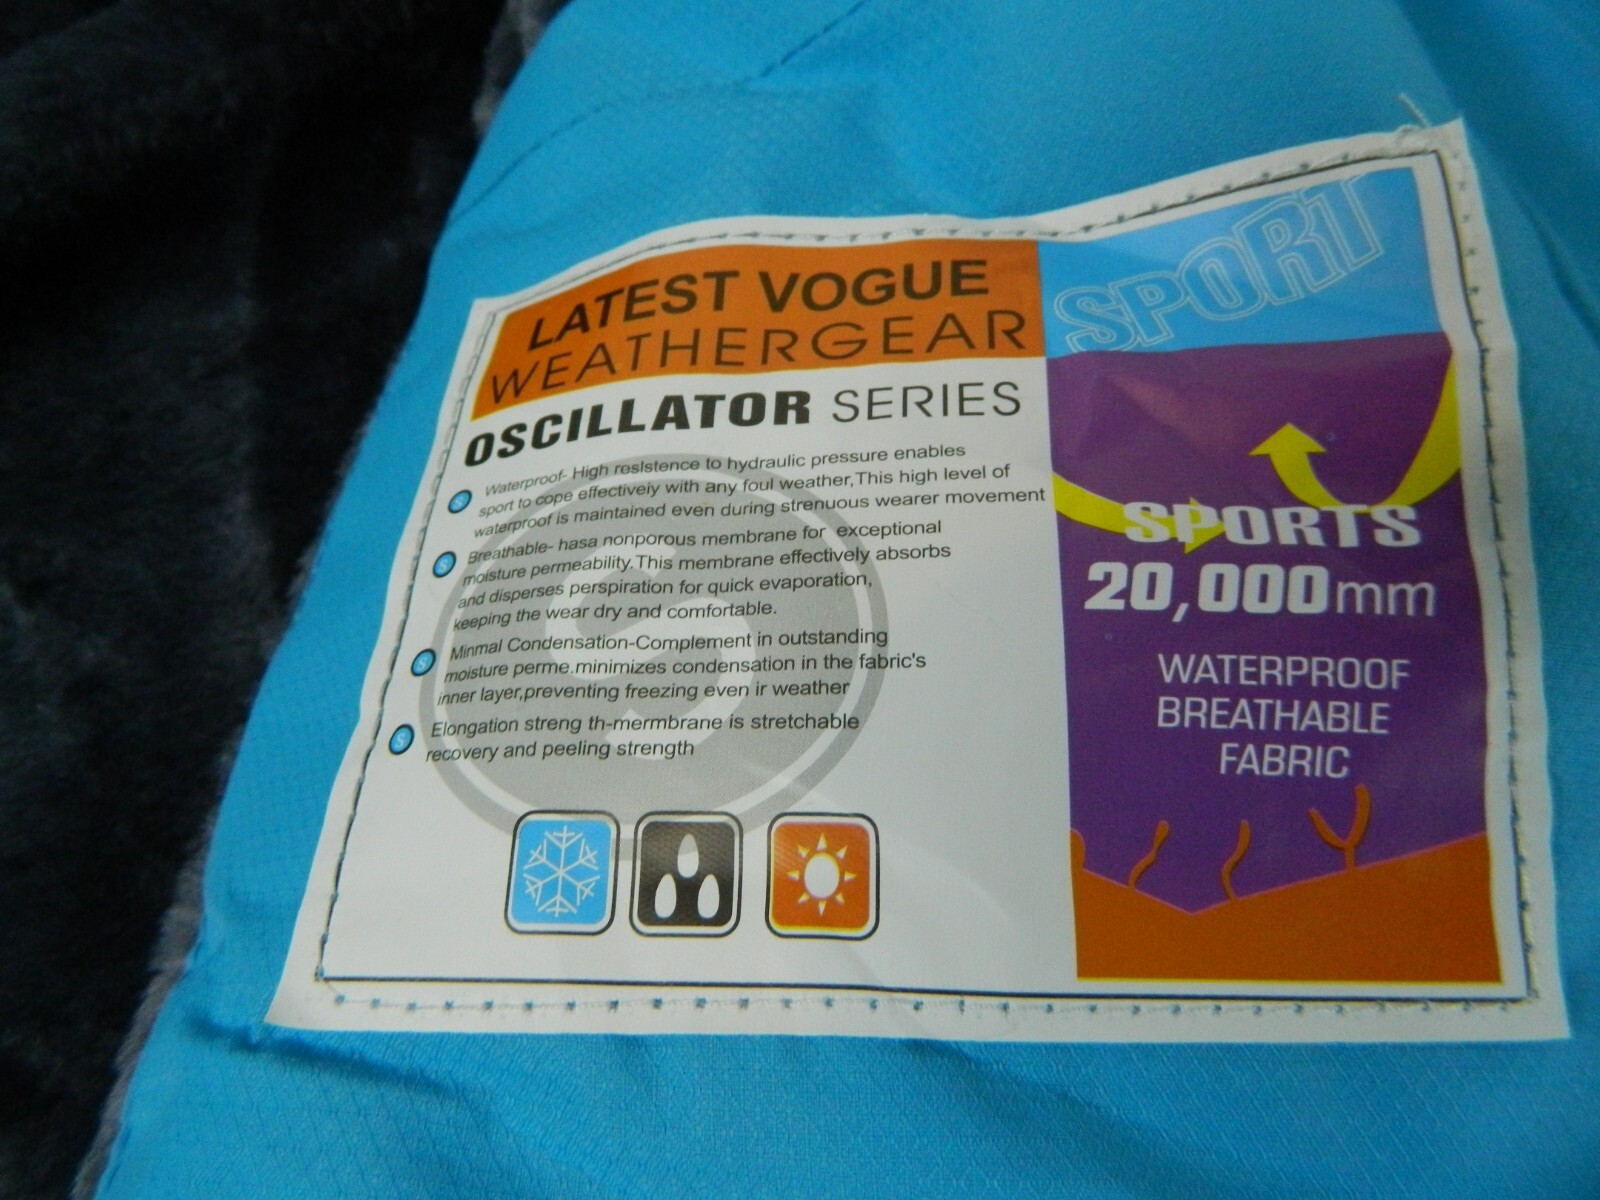 LATEST VOGUE
WEATHERGEAR
OSCILLATOR SERIES
Waterproof- High resIstence to hydraulic pressure enables
sport to cope effectiveiy with any foul weather,This high level of
waterproof is maintained even during strenuous wearer movement
Breathable- hasa nonporous membrane for exceptional
moisture permeability.This membrane effectively absorbs
and disperses perspiration for quick evaporation,
keeping the wear dry and comfortable.
Minmal Condensation-Complement in outstanding
moisture perme.minimizes condensation in the fabric's
inner layer,preventing freezing even ir weather
Elongation streng th-mermbrane is stretchable
recovery and peeling strength
SPORT
SPORTS
20,000mm
WATERPROOF
BREATHABLE
FABRIC